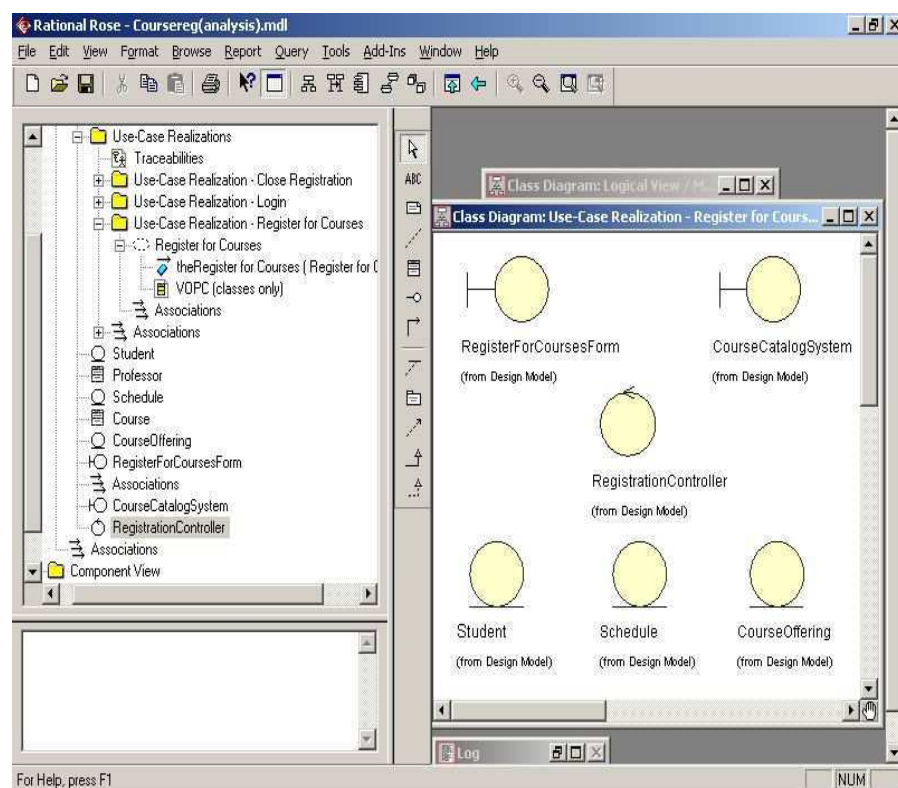 Rational Rose - Coursereg(analysis).mdl
File Edit View Format Browse Report Query Tools Add-Ins Window Help
Use-Case Realizations
Traceabilities
Use-Case Realization - Close Registration
Use-Case Realization - Login
Use-Case Realization - Register for Courses
Register for Courses
theRegister for Courses ( Register for C
VOPC (classes only)
Associations
Associations
Student
Professor
Schedule
Course
CourseOffering
RegisterForCoursesForm
Associations
CourseCatalogSystem
RegistrationController
Associations
Component View
ABC
Class Diagram: Logical View / M...
Class Diagram: Use-Case Realization - Register for Cours...
RegisterForCoursesForm
(from Design Model)
CourseCatalogSystem
(from Design Model)
RegistrationController
(from Design Model)
Student
(from Design Model)
Schedule
(from Design Model)
CourseOffering
(from Design Model)
Log
For Help, press F1
NUM